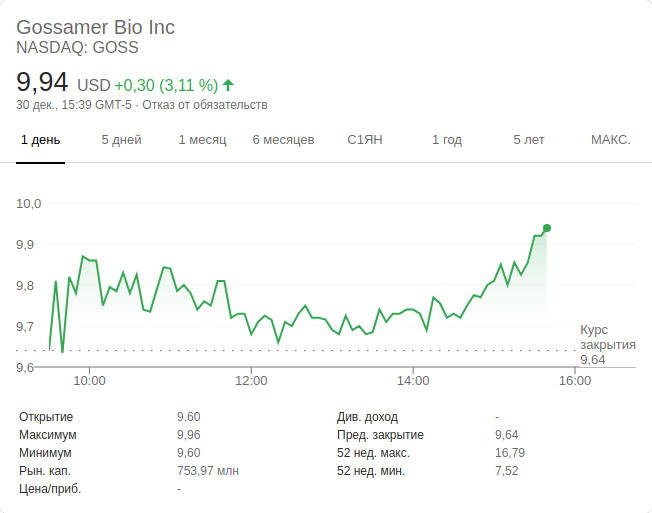 Gossamer Bio Inc
NASDAQ: GOSS
9,94 USD +0,30 (3,11 %)
30 дек., 15:39 GMT-5 · Отказ от обязательств
1 день 5 дней 1 месяц 6 месяцев С1ЯН 1 год 5 лет МАКС.
10,0
9,9
9,8
9,7
9,6
Курс
закрытия
9,64
10:00 12:00 14:00 16:00
Открытие 9,60 Див. доход -
Максимум 9,96 Пред. закрытие 9,64
Минимум 9,60 52 нед. макс. 16,79
Рын. кап. 753,97 млн 52 нед. мин. 7,52
Цена/приб. -